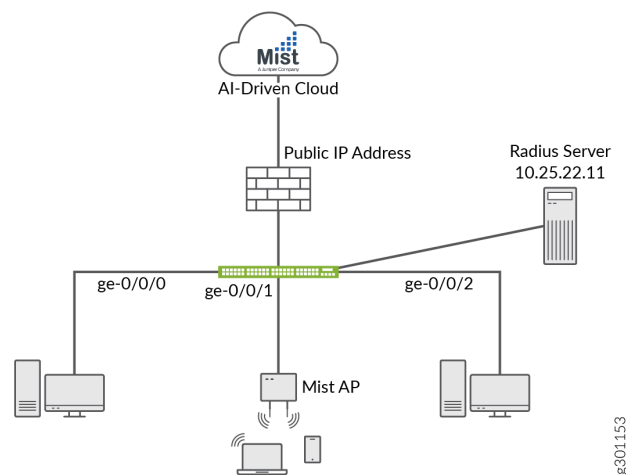 Mist
A Juniper Company
AI-Driven Cloud
Public IP Address
Radius Server
10.25.22.11
ge-0/0/0
ge-0/0/1
ge-0/0/2
Mist AP
g301153